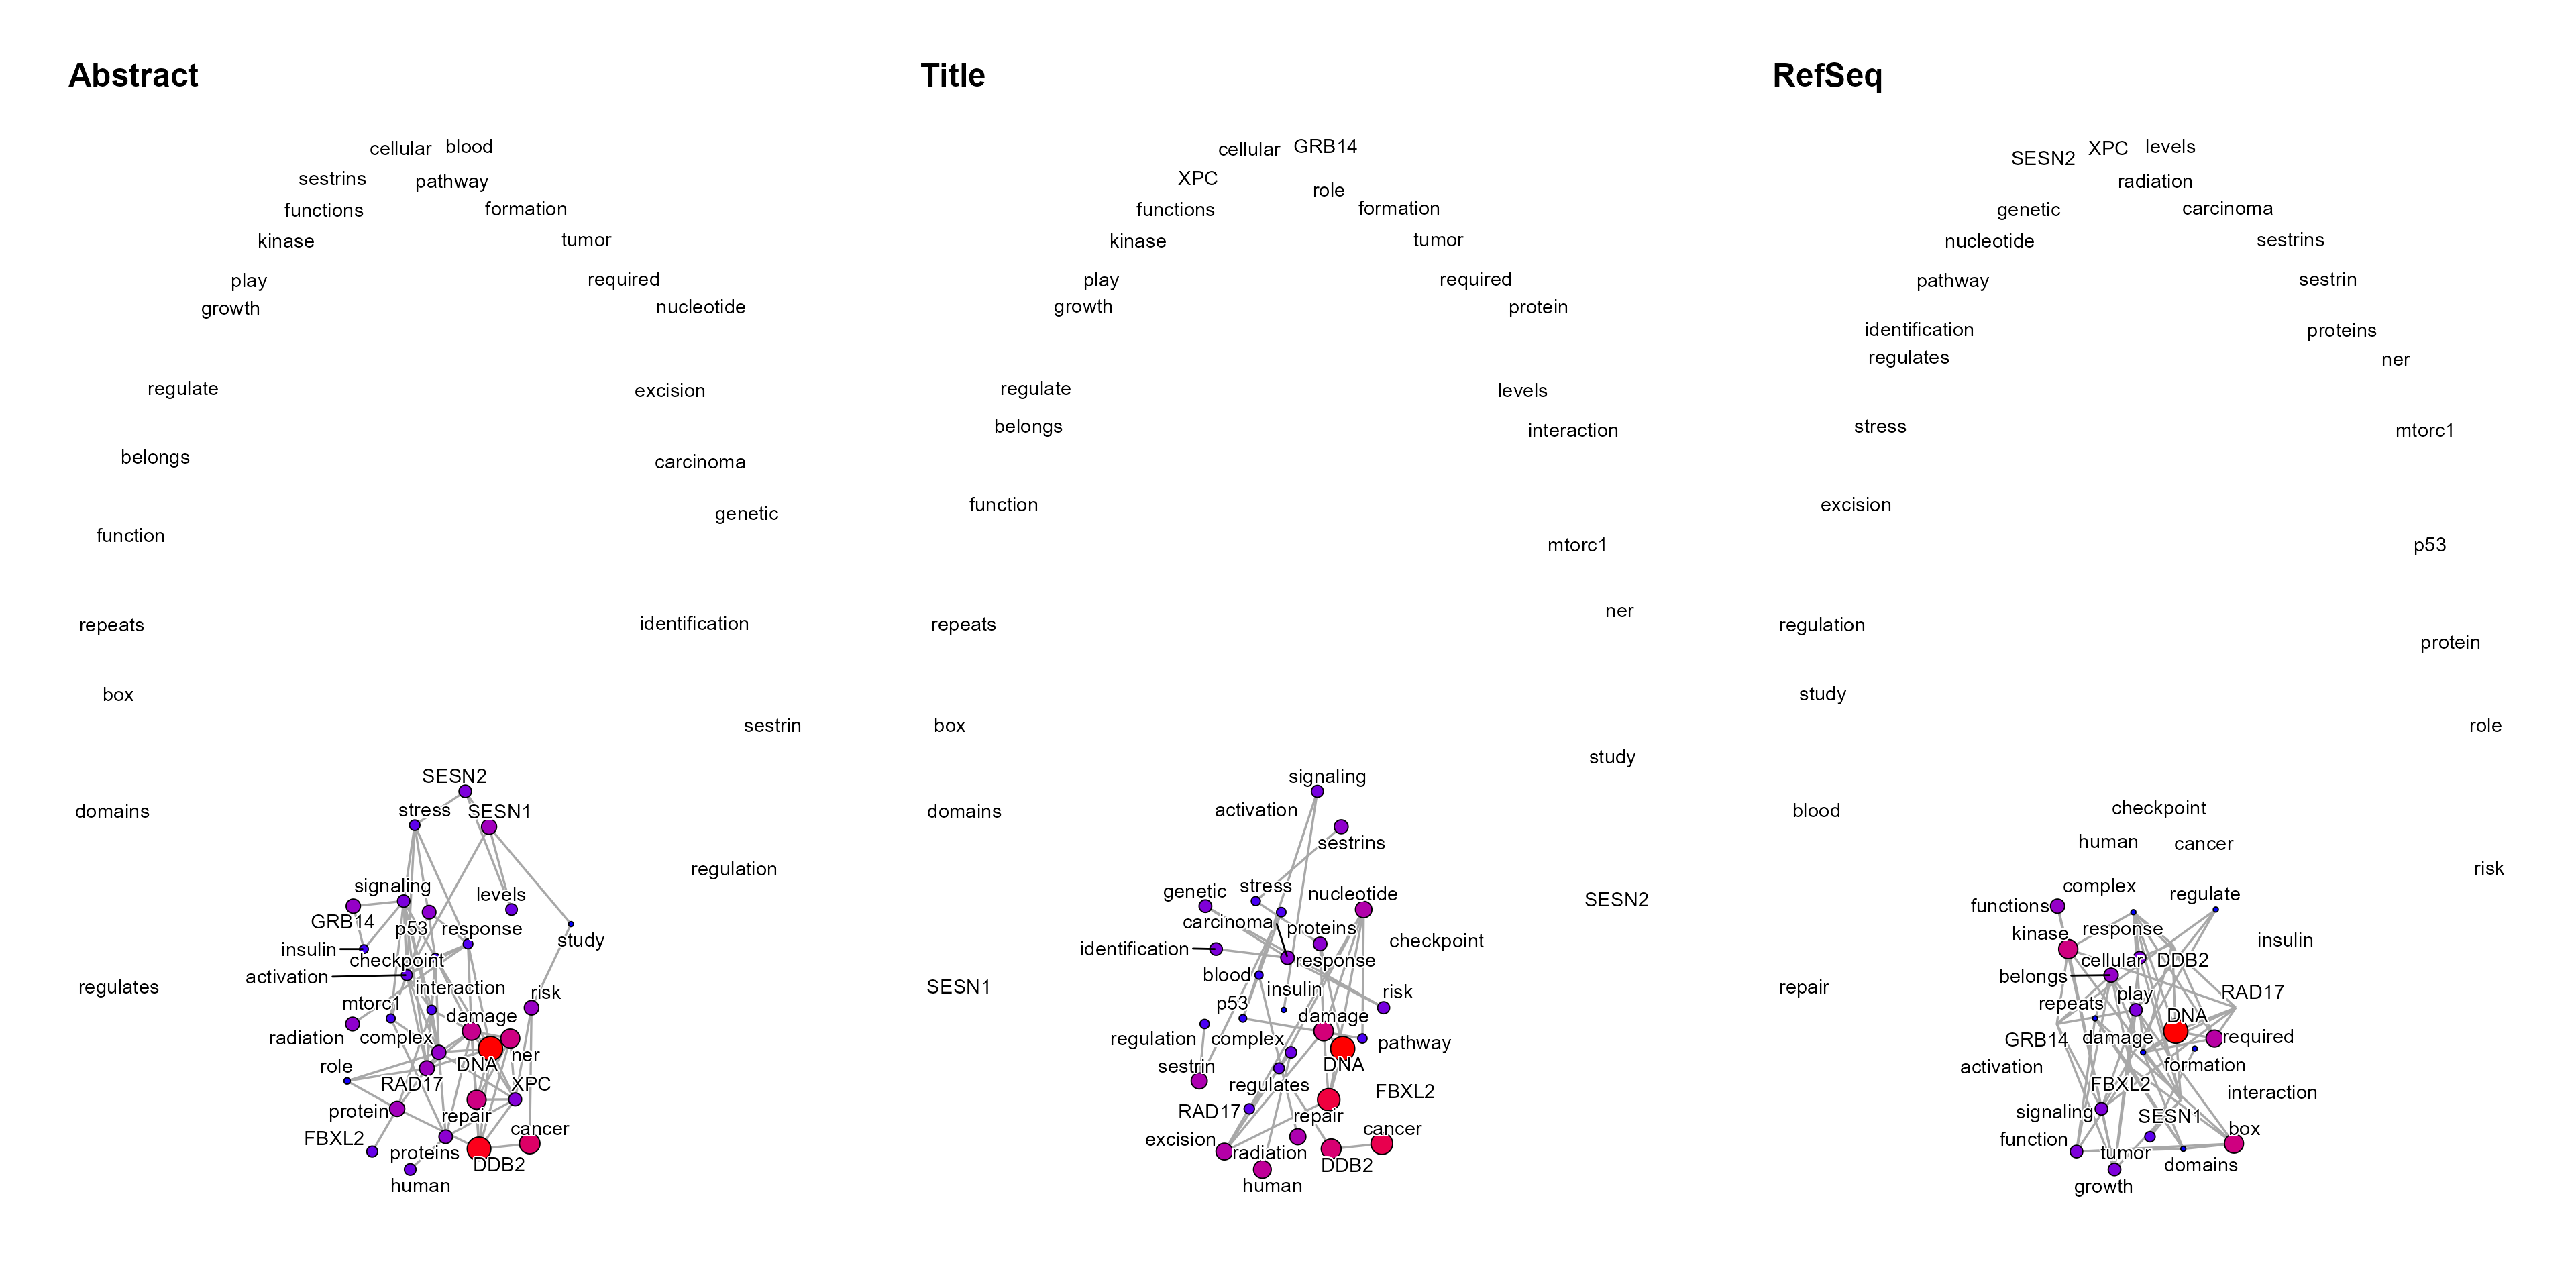 Abstract
cellular
blood
sestrins
pathway
functions
formation
kinase
tumor
play
required
growth
nucleotide
regulate
excision
belongs
carcinoma
genetic
function
repeats
identification
box
sestrin
SESN2
stress
SESN1
domains
regulation
signaling
levels
GRB14
p53
response
study
insulin
checkpoint
activation
interaction
regulates
mtorc1
risk
damage
radiation
complex
ner
role
DNA
RAD17
XPC
protein
repair
FBXL2
cancer
proteins
DDB2
human
Title
cellular
GRB14
XPC
role
functions
formation
kinase
tumor
play
required
growth
protein
regulate
levels
belongs
interaction
function
mtorc1
ner
repeats
box
study
signaling
activation
domains
sestrins
genetic
stress
nucleotide
SESN2
carcinoma
proteins
checkpoint
identification
response
blood
SESN1
insulin
risk
p53
damage
regulation
complex
pathway
sestrin
DNA
regulates
FBXL2
RAD17
repair
excision
cancer
radiation
DDB2
human
RefSeq
SESN2
XPC
levels
radiation
genetic
carcinoma
nucleotide
sestrins
pathway
sestrin
identification
proteins
regulates
ner
stress
mtorc1
excision
p53
regulation
protein
study
role
blood
checkpoint
human
cancer
risk
complex
regulate
functions
kinase
response
insulin
cellular
DDB2
belongs
repair
play
RAD17
repeats
DNA
GRB14
damage
required
activation
formation
FBXL2
interaction
signaling
SESN1
function
box
tumor
domains
growth